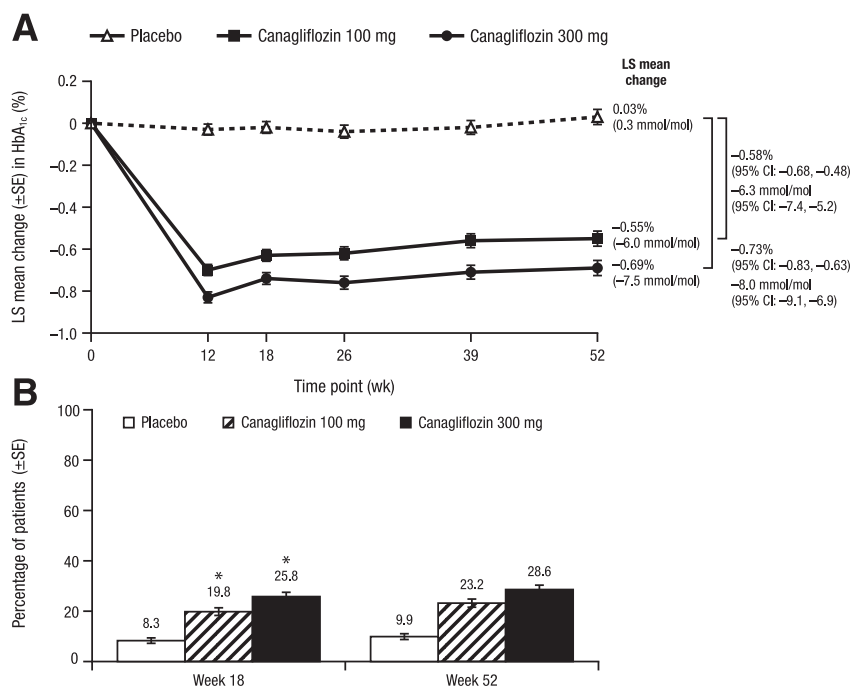 A
Placebo
Canagliflozin 100 mg
Canagliflozin 300 mg
LS mean
change
LS mean change (±SE) in HbA1c (%)
0.2
0
–0.2
–0.4
–0.6
–0.8
–1.0
0.03%
(0.3 mmol/mol)
–0.55%
(–6.0 mmol/mol)
–0.69%
(–7.5 mmol/mol)
–0.58%
(95% CI: –0.68, –0.48)
–6.3 mmol/mol
(95% CI: –7.4, –5.2)
–0.73%
(95% CI: –0.83, –0.63)
–8.0 mmol/mol
(95% CI: –9.1, –6.9)
0 12 18 26 39 52
Time point (wk)
B
Placebo
Canagliflozin 100 mg
Canagliflozin 300 mg
Percentage of patients (±SE)
100
80
60
40
20
0
8.3
*
19.8
*
25.8
9.9
23.2
28.6
Week 18
Week 52